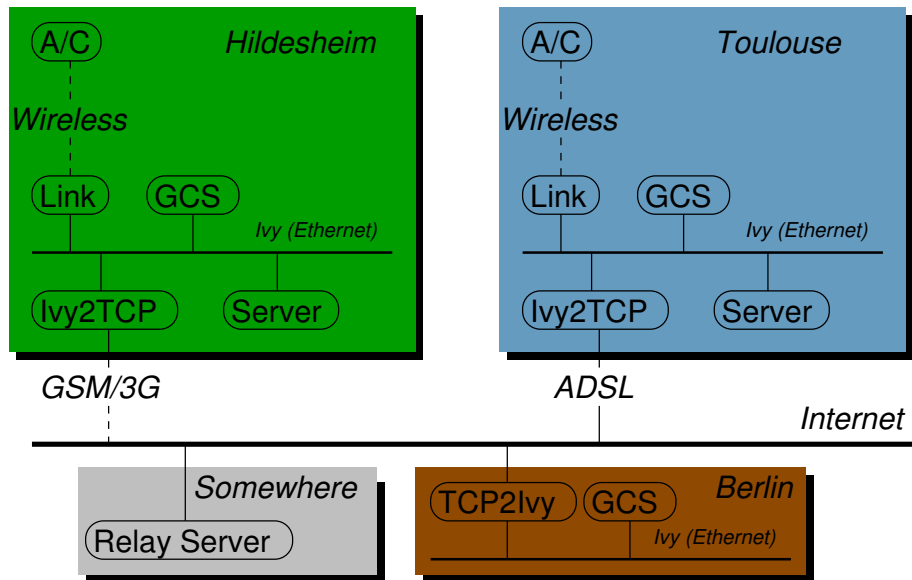 A/C Hildesheim
Wireless
Link GCS
Ivy (Ethernet)
Ivy2TCP Server
A/C Toulouse
Wireless
Link GCS
Ivy (Ethernet)
Ivy2TCP Server
GSM/3G ADSL
Internet
Somewhere
Relay Server
Berlin
TCP2Ivy GCS
Ivy (Ethernet)